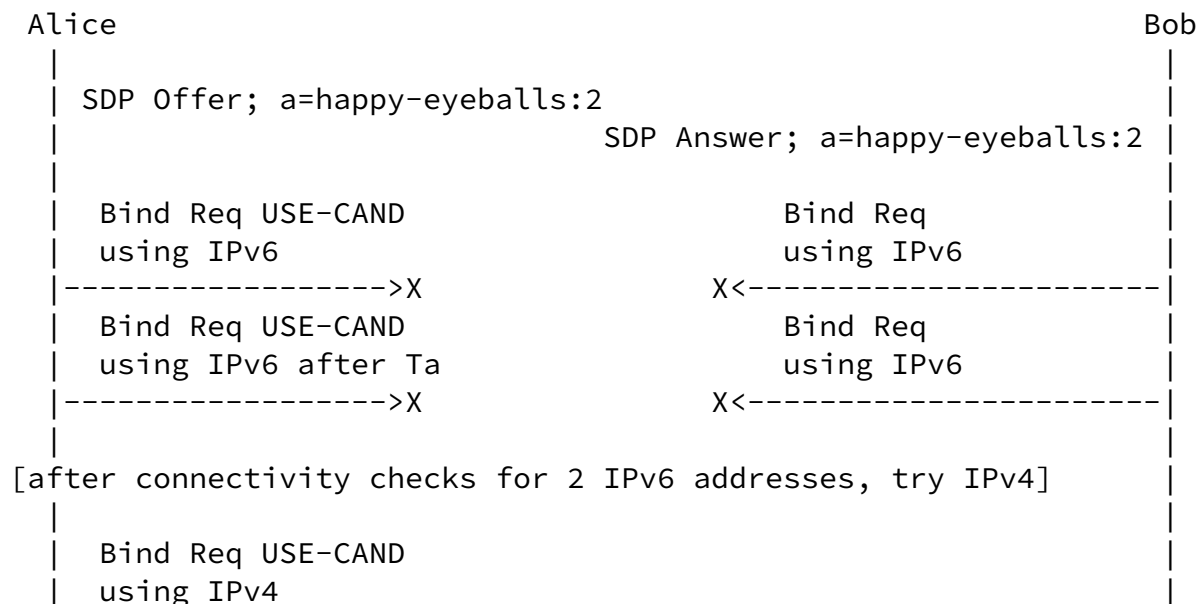 Alice Bob
SDP Offer; a=happy-eyeballs:2
SDP Answer; a=happy-eyeballs:2
Bind Req USE-CAND Bind Req
using IPv6 using IPv6
------------------>X X<-----------------------
Bind Req USE-CAND Bind Req
using IPv6 after Ta using IPv6
------------------>X X<-----------------------
[after connectivity checks for 2 IPv6 addresses, try IPv4]
Bind Req USE-CAND
using IPv4